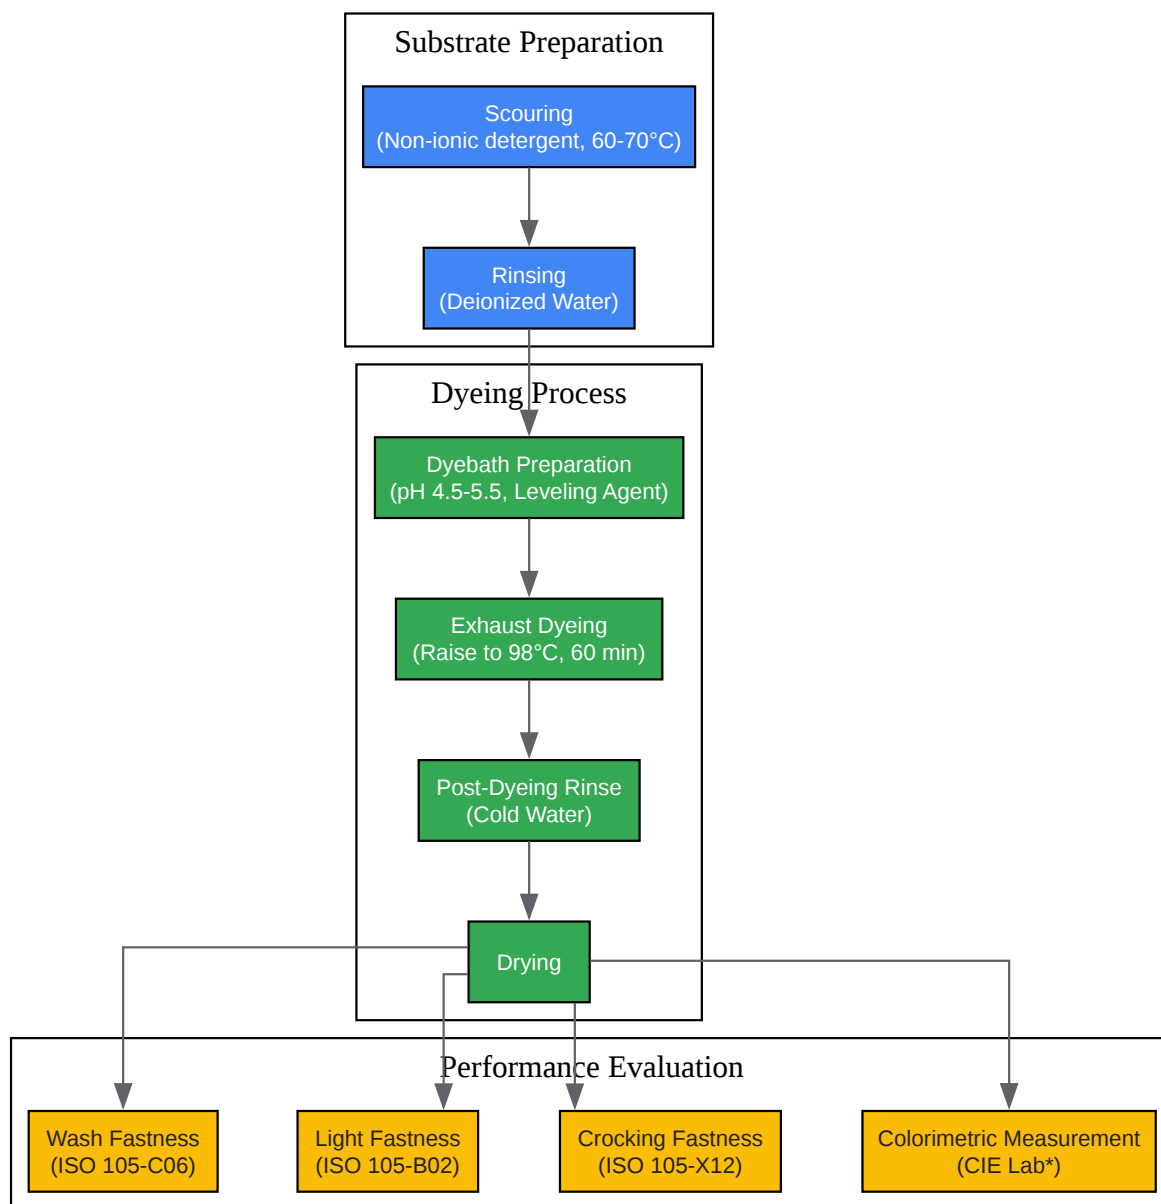 Substrate Preparation
Scouring
(Non-ionic detergent, 60-70°C)
Rinsing
(Deionized Water)
Dyeing Process
Dyebath Preparation
(pH 4.5-5.5, Leveling Agent)
Exhaust Dyeing
(Raise to 98°C, 60 min)
Post-Dyeing Rinse
(Cold Water)
Drying
Performance Evaluation
Wash Fastness
(ISO 105-C06)
Light Fastness
(ISO 105-B02)
Crocking Fastness
(ISO 105-X12)
Colorimetric Measurement
(CIE Lab*)